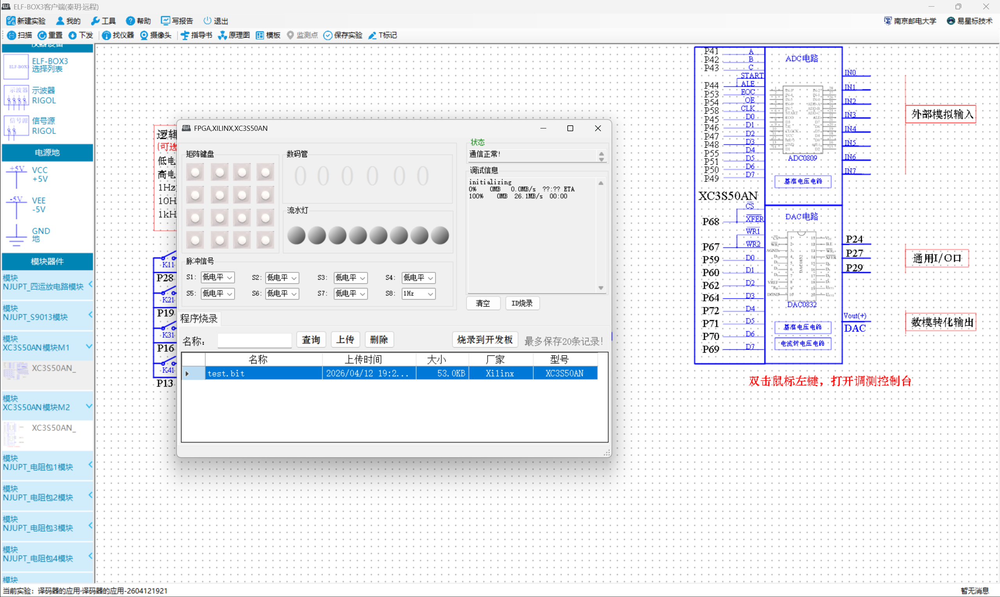 ELF-BOX3客户端(秦玥·远程)
新建实验 我的 工具 帮助 写报告 退出 南京邮电大学 易星标技术
扫描 重置 下发 找仪器 摄像头 指导书 原理图 模板 监测点 保存实验 T标记
仪器设备
ELF-BOX3
选择列表
示波器
RIGOL
信号源
RIGOL
电源地
+5V
VCC
+5V
-5V
VEE
-5V
GND
地
模块器件
模块
NJUPT_四运放电路模块
模块
NJUPT_S9013模块
模块
XC3S50AN模块M1
XC3S50AN_
模块
XC3S50AN模块M2
XC3S50AN_
模块
NJUPT_电阻包1模块
模块
NJUPT_电阻包2模块
模块
NJUPT_电阻包3模块
模块
NJUPT_电阻包4模块
模块
逻辑
(可选
低电
高电
1Hz
10H
1kH
K11
P28
K21
P19
K31
P16
K41
P13
FPGA,XILINX,XC3S50AN
矩阵键盘
数码管
0 0 0 0 0 0
流水灯
脉冲信号
S1: 低电平 S2: 低电平 S3: 低电平 S4: 低电平
S5: 低电平 S6: 低电平 S7: 低电平 S8: 1Hz
状态
通信正常!
调试信息
initializing
0% 0MB 0.0MB/s ??:?? ETA
100% 0MB 26.1MB/s 00:00
清空 ID烧录
程序烧录
名称: 查询 上传 删除 烧录到开发板 最多保存20条记录!
名称 上传时间 大小 厂家 型号
test.bit 2026/04/12 19:2... 53.0KB Xilinx XC3S50AN
P41 A
P42 B
P43 C
START
P44 ALE
P53 EOC
P54 OE
P58 CLK
P45 D0
P46 D1
P47 D2
P48 D3
P55 D4
P51 D5
P50 D6
P49 D7
ADC电路
ADC0809
基准电压电路
IN0
IN1
IN2
IN3
IN4
IN5
IN6
IN7
外部模拟输入
XC3S50AN
CS
P68 XFER
WR1
P67 WR2
P59 D0
P60 D1
P62 D2
P64 D3
P72 D4
P71 D5
P70 D6
P69 D7
DAC电路
DAC0832
基准电压电路
电流转电压电路
P24
P27
P29
通用I/O口
Vout(+)
DAC
数模转化输出
双击鼠标左键，打开调测控制台
当前实验：译码器的应用·译码器的应用-2604121921 暂无消息